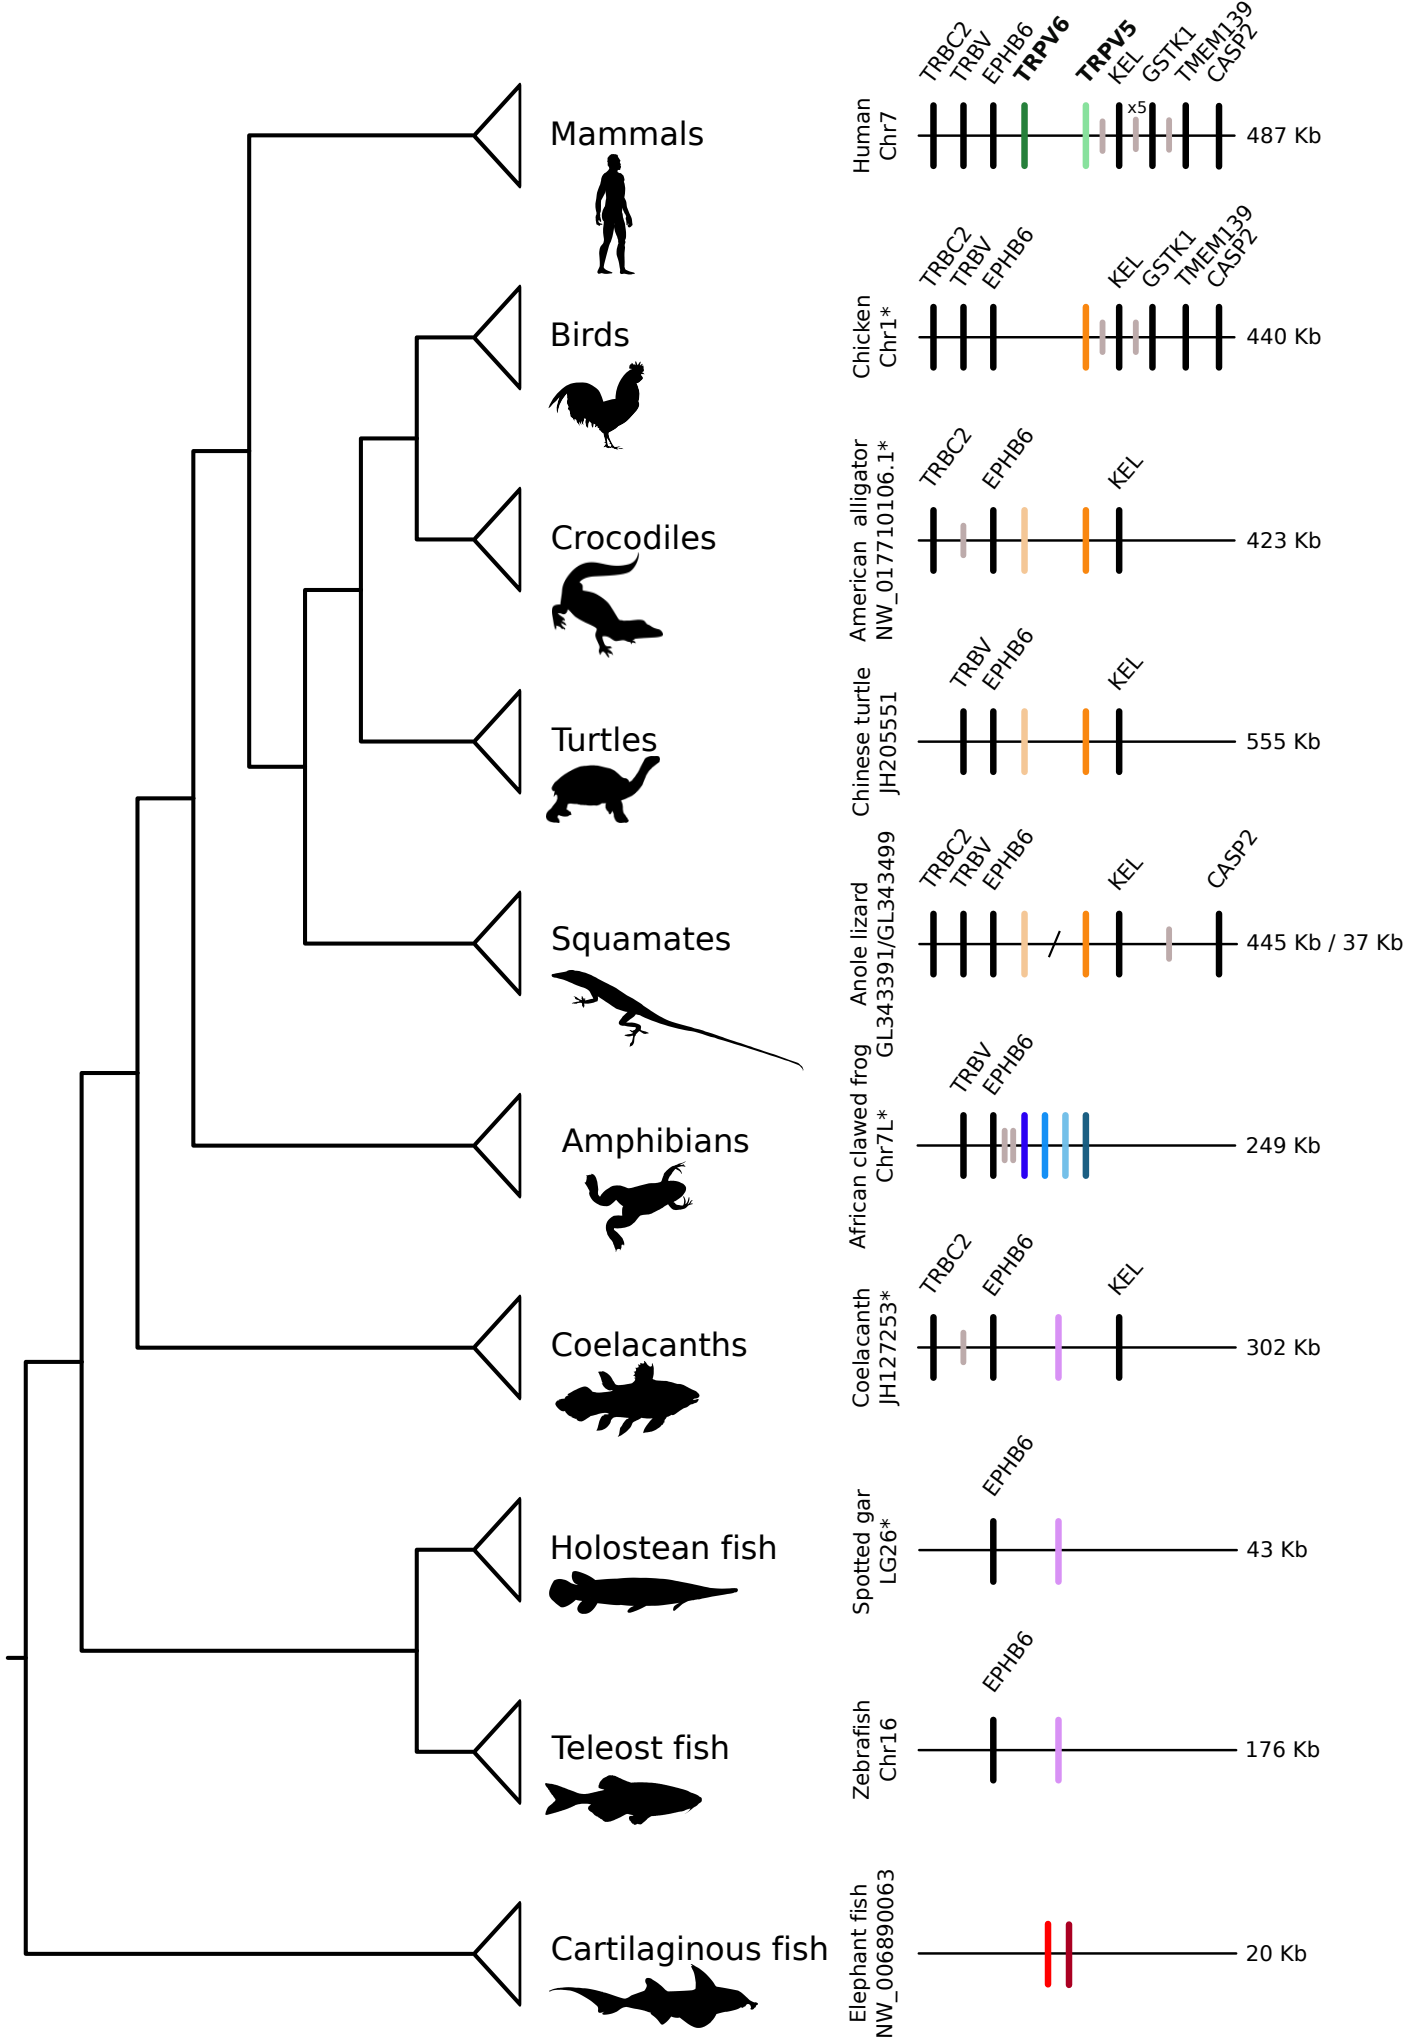 TRBC2
TRBV
EPHB6
TRPV6
TRPV5
KEL
GSTK1
TMEM139
CASP2
Mammals
Human
Chr7
x5
487 Kb
TRBC2
TRBV
EPHB6
KEL
GSTK1
TMEM139
CASP2
Birds
Chicken
Chr1*
440 Kb
TRBC2
EPHB6
KEL
Crocodiles
American alligator
NW_017710106.1*
423 Kb
TRBV
EPHB6
KEL
Turtles
Chinese turtle
JH205551
555 Kb
TRBC2
TRBV
EPHB6
KEL
CASP2
Squamates
Anole lizard
GL343391/GL343499
/
445 Kb / 37 Kb
TRBV
EPHB6
Amphibians
African clawed frog
Chr7L*
249 Kb
TRBC2
EPHB6
KEL
Coelacanths
Coelacanth
JH127253*
302 Kb
EPHB6
Holostean fish
Spotted gar
LG26*
43 Kb
EPHB6
Teleost fish
Zebrafish
Chr16
176 Kb
Cartilaginous fish
Elephant fish
NW_006890063
20 Kb